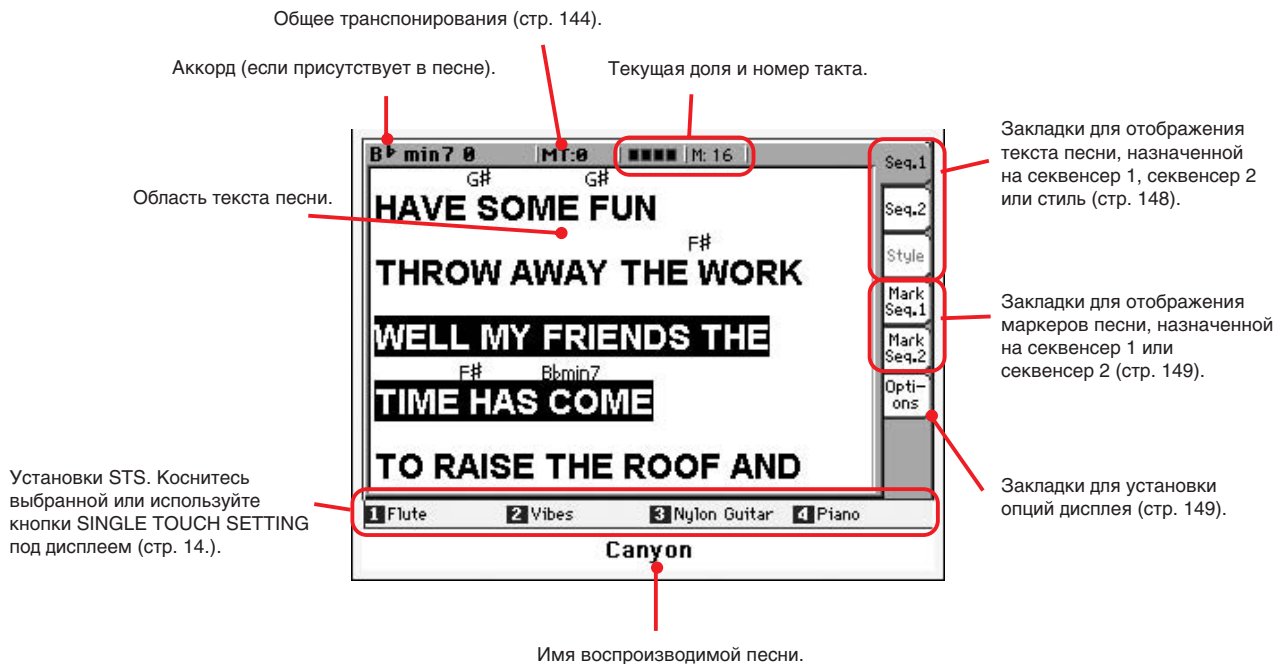 Общее транспонирования (стр. 144).
Аккорд (если присутствует в песне).
Текущая доля и номер такта.
Область текста песни.
B♭ min7 0 MT:0 M: 16
G# G#
HAVE SOME FUN
F#
THROW AWAY THE WORK
WELL MY FRIENDS THE
F# B♭min7
TIME HAS COME
TO RAISE THE ROOF AND
1 Flute 2 Vibes 3 Nylon Guitar 4 Piano
Canyon
Seq.1
Seq.2
Style
Mark
Seq.1
Mark
Seq.2
Opti-
ons
Закладки для отображения
текста песни, назначенной
на секвенсер 1, секвенсер 2
или стиль (стр. 148).
Закладки для отображения
маркеров песни, назначенной
на секвенсер 1 или
секвенсер 2 (стр. 149).
Закладки для установки
опций дисплея (стр. 149).
Установки STS. Коснитесь
выбранной или используйте
кнопки SINGLE TOUCH SETTING
под дисплеем (стр. 14.).
Имя воспроизводимой песни.